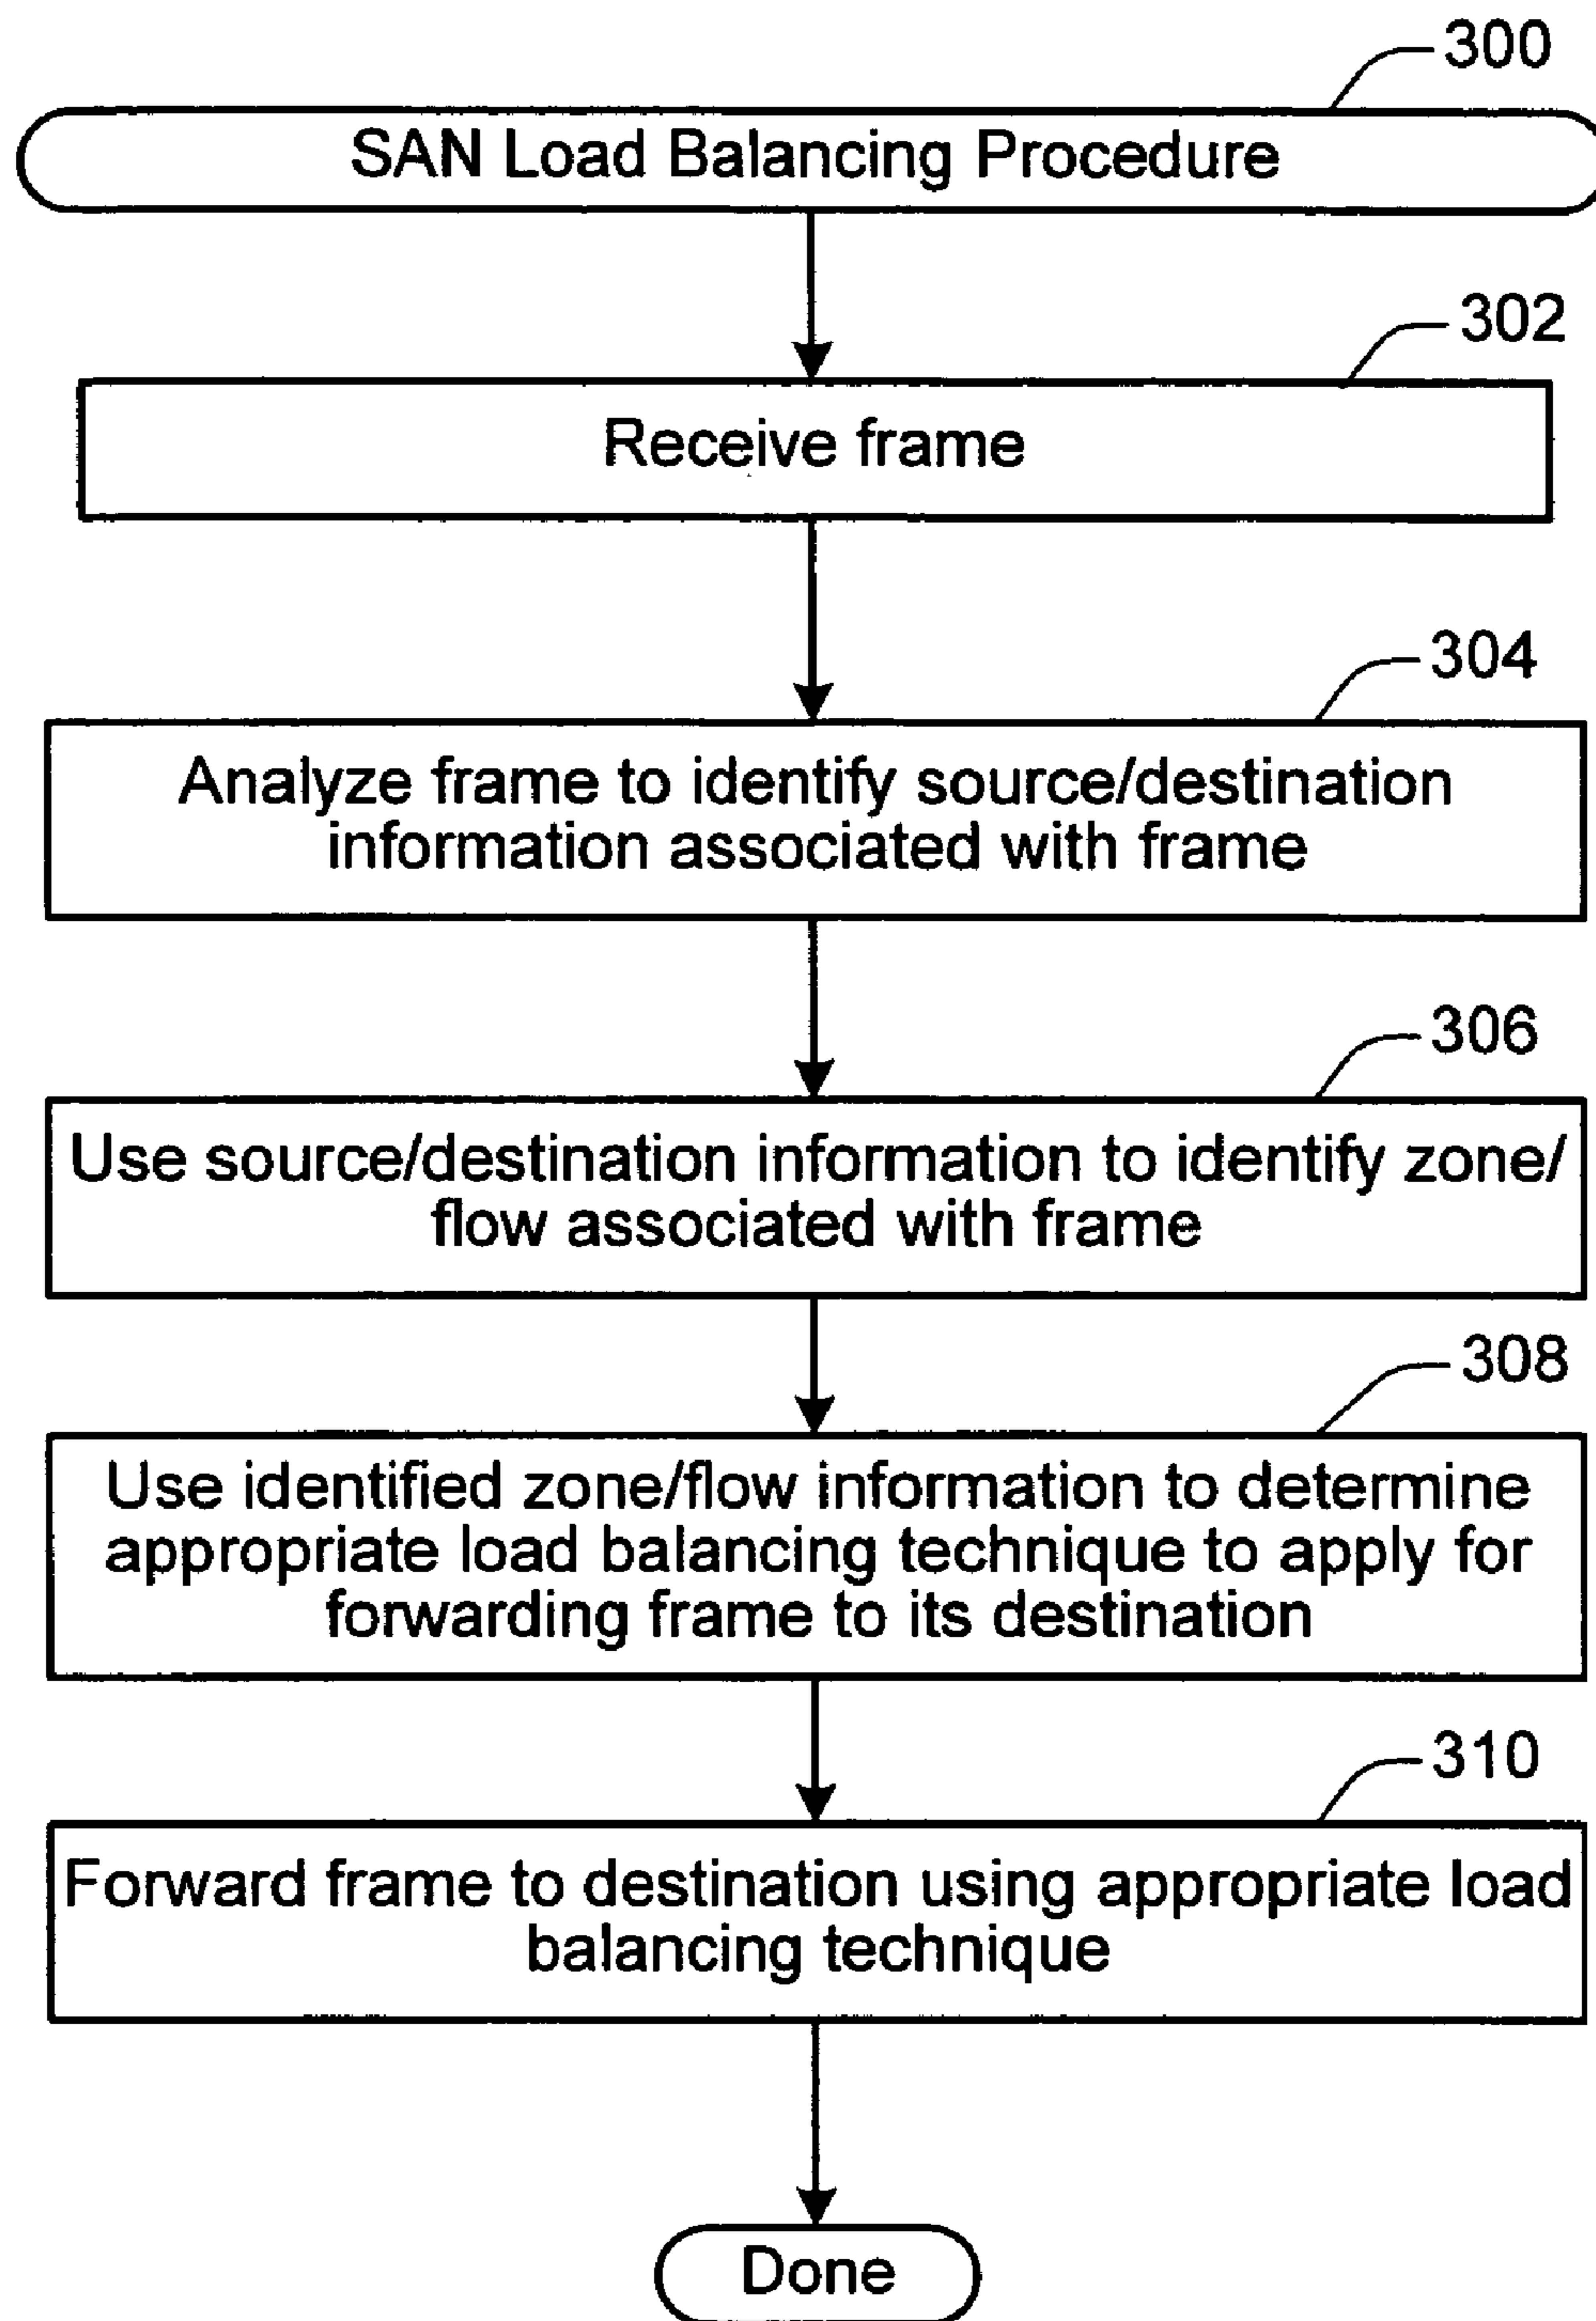 300
SAN Load Balancing Procedure
302
Receive frame
304
Analyze frame to identify source/destination
information associated with frame
306
Use source/destination information to identify zone/
flow associated with frame
308
Use identified zone/flow information to determine
appropriate load balancing technique to apply for
forwarding frame to its destination
310
Forward frame to destination using appropriate load
balancing technique
Done